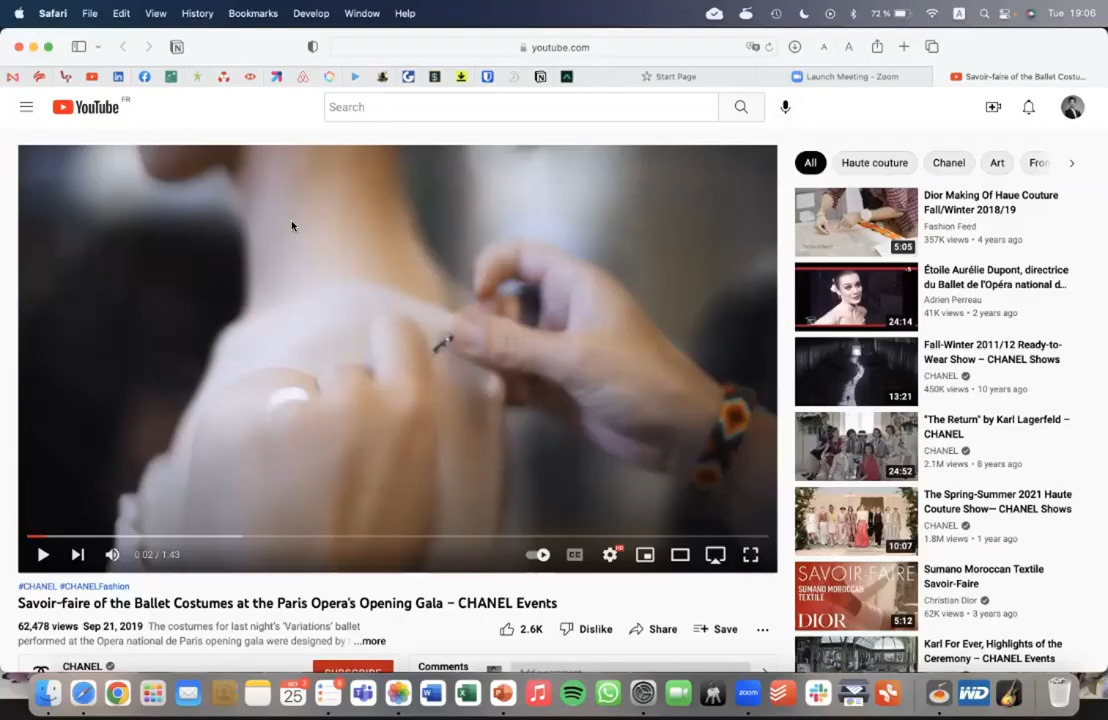 Safari File Edit View History Bookmarks Develop Window Help 72 % A Tue 19:06
youtube.com A A
Start Page Launch Meeting - Zoom Savoir-faire of the Ballet Costu...
YouTube FR Search
All Haute couture Chanel Art Fro
Dior Making Of Haue Couture
Fall/Winter 2018/19
Fashion Feed
357K views • 4 years ago
5:05
Étoile Aurélie Dupont, directrice
du Ballet de l'Opéra national d...
Adrien Perreau
41K views • 2 years ago
24:14
Fall-Winter 2011/12 Ready-to-
Wear Show – CHANEL Shows
CHANEL
450K views • 10 years ago
13:21
"The Return" by Karl Lagerfeld –
CHANEL
CHANEL
2.1M views • 8 years ago
24:52
The Spring-Summer 2021 Haute
Couture Show— CHANEL Shows
CHANEL
1.8M views • 1 year ago
10:07
SAVOIR-FAIRE
SUMANO MOROCCAN
TEXTILE
DIOR
5:12
Sumano Moroccan Textile
Savoir-Faire
Christian Dior
62K views • 3 years ago
Karl For Ever, Highlights of the
Ceremony – CHANEL Events
0:02 / 1:43 CC HD
#CHANEL #CHANELFashion
Savoir-faire of the Ballet Costumes at the Paris Opera's Opening Gala – CHANEL Events
62,478 views Sep 21, 2019 The costumes for last night's 'Variations' ballet
performed at the Opera national de Paris opening gala were designed by ...more
2.6K Dislike Share Save
CHANEL SUBSCRIBE Comments
OCT 25 zoom WD